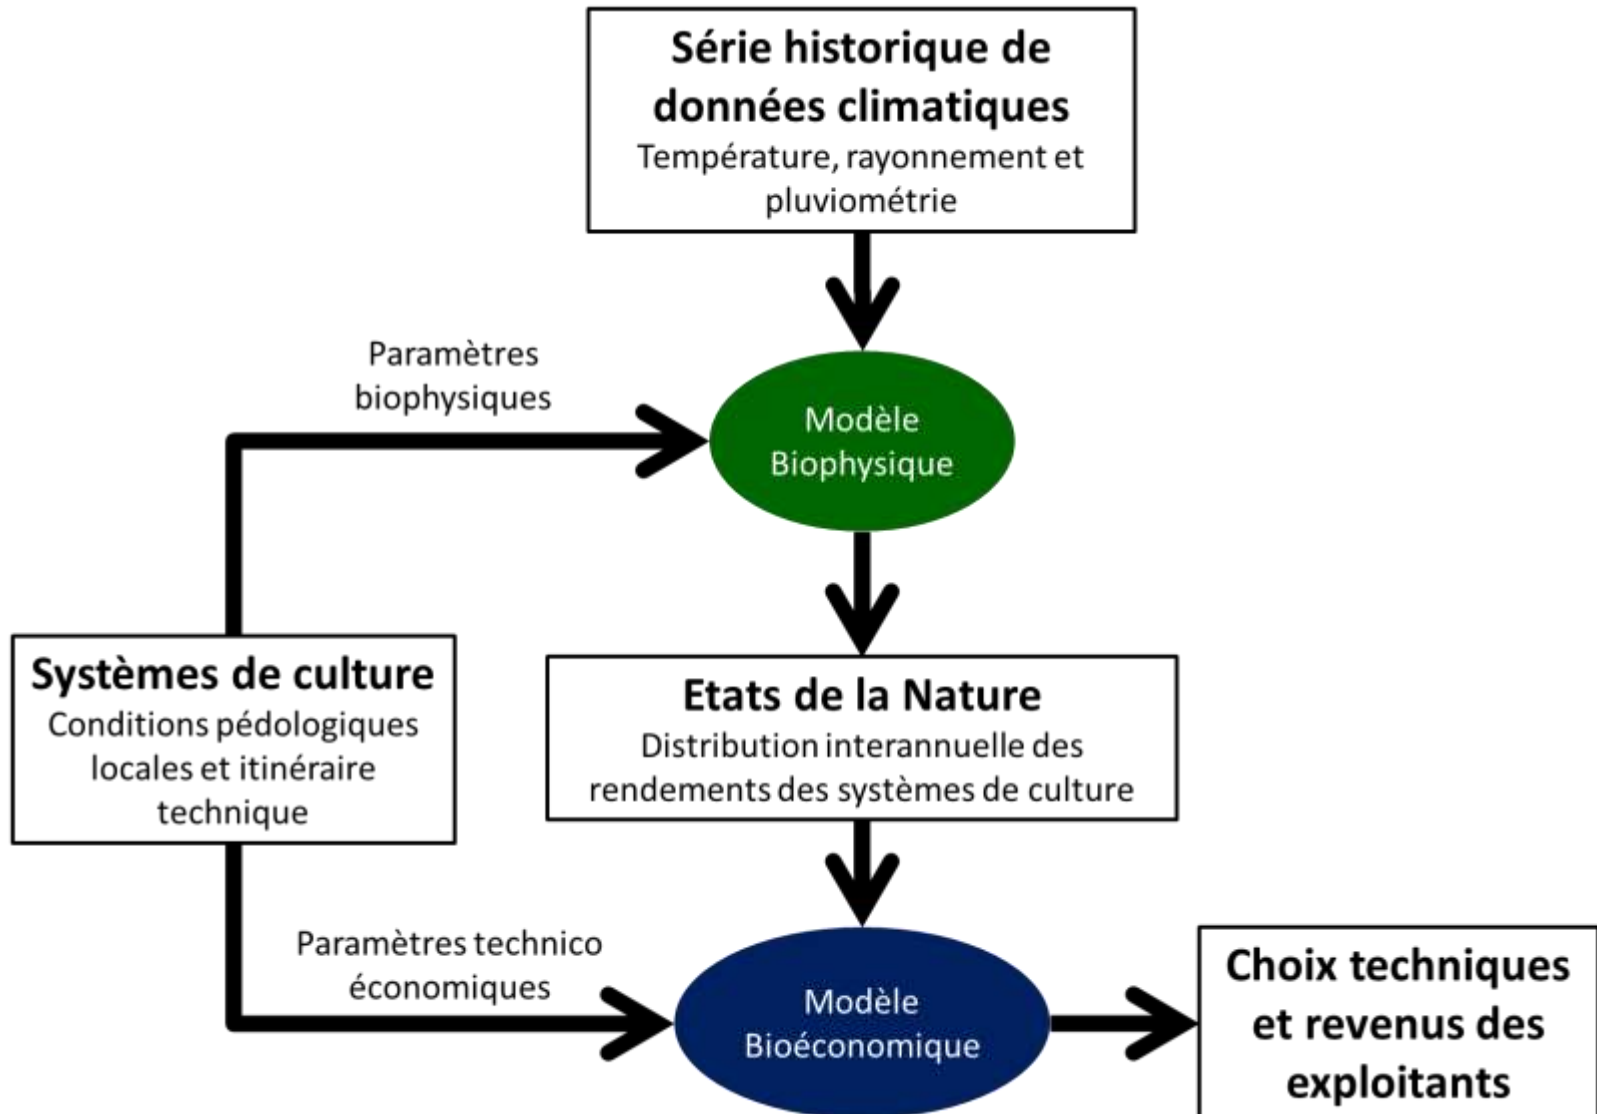 Série historique de
données climatiques
Température, rayonnement et
pluviométrie
Paramètres
biophysiques
Modèle
Biophysique
Systèmes de culture
Conditions pédologiques
locales et itinéraire
technique
Etats de la Nature
Distribution interannuelle des
rendements des systèmes de culture
Paramètres technico
économiques
Modèle
Bioéconomique
Choix techniques
et revenus des
exploitants